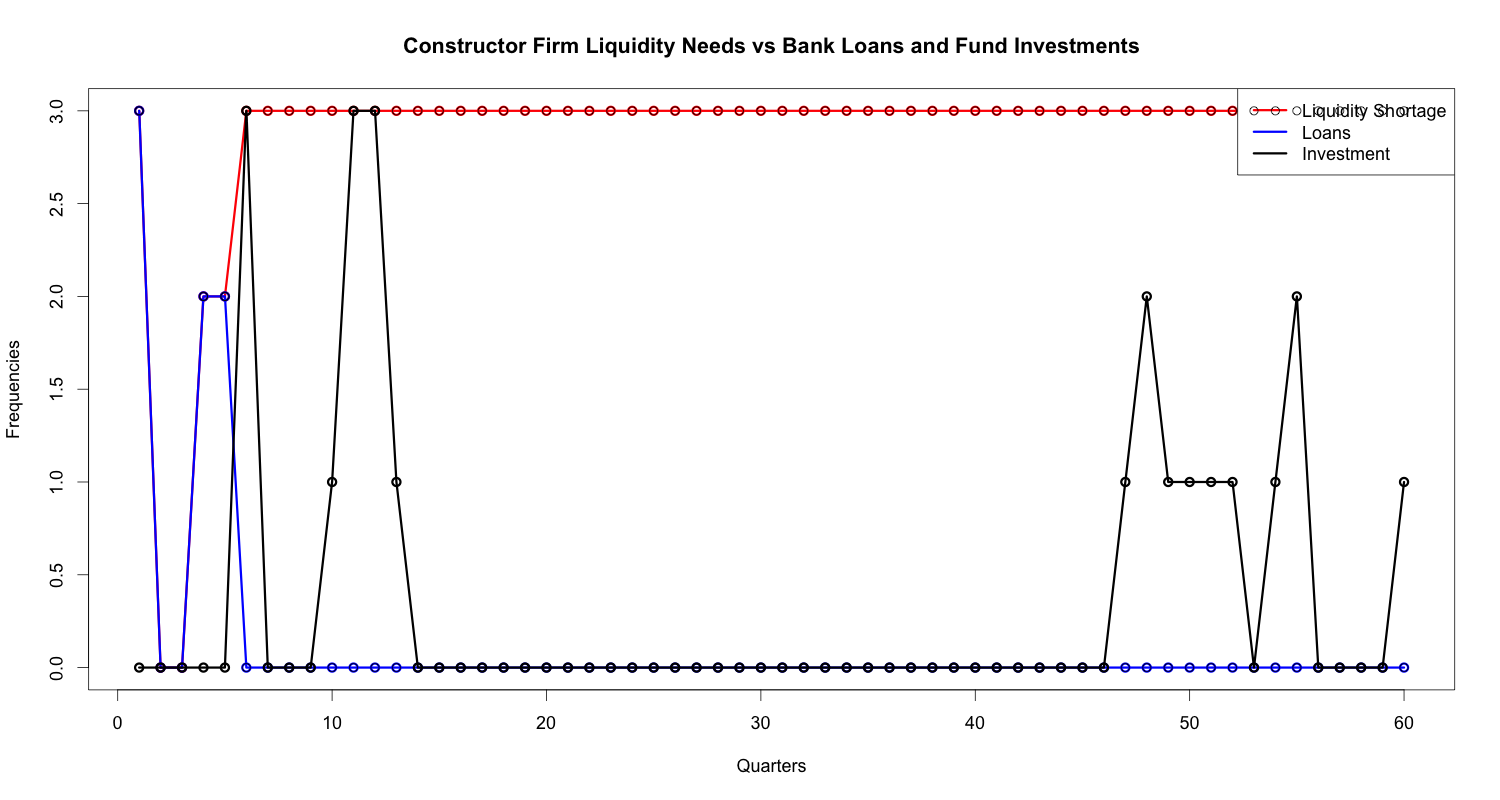 Constructor Firm Liquidity Needs vs Bank Loans and Fund Investments
Liquidity Shortage
Loans
Investment
Frequencies
3.0
2.5
2.0
1.5
1.0
0.5
0.0
0 10 20 30 40 50 60
Quarters